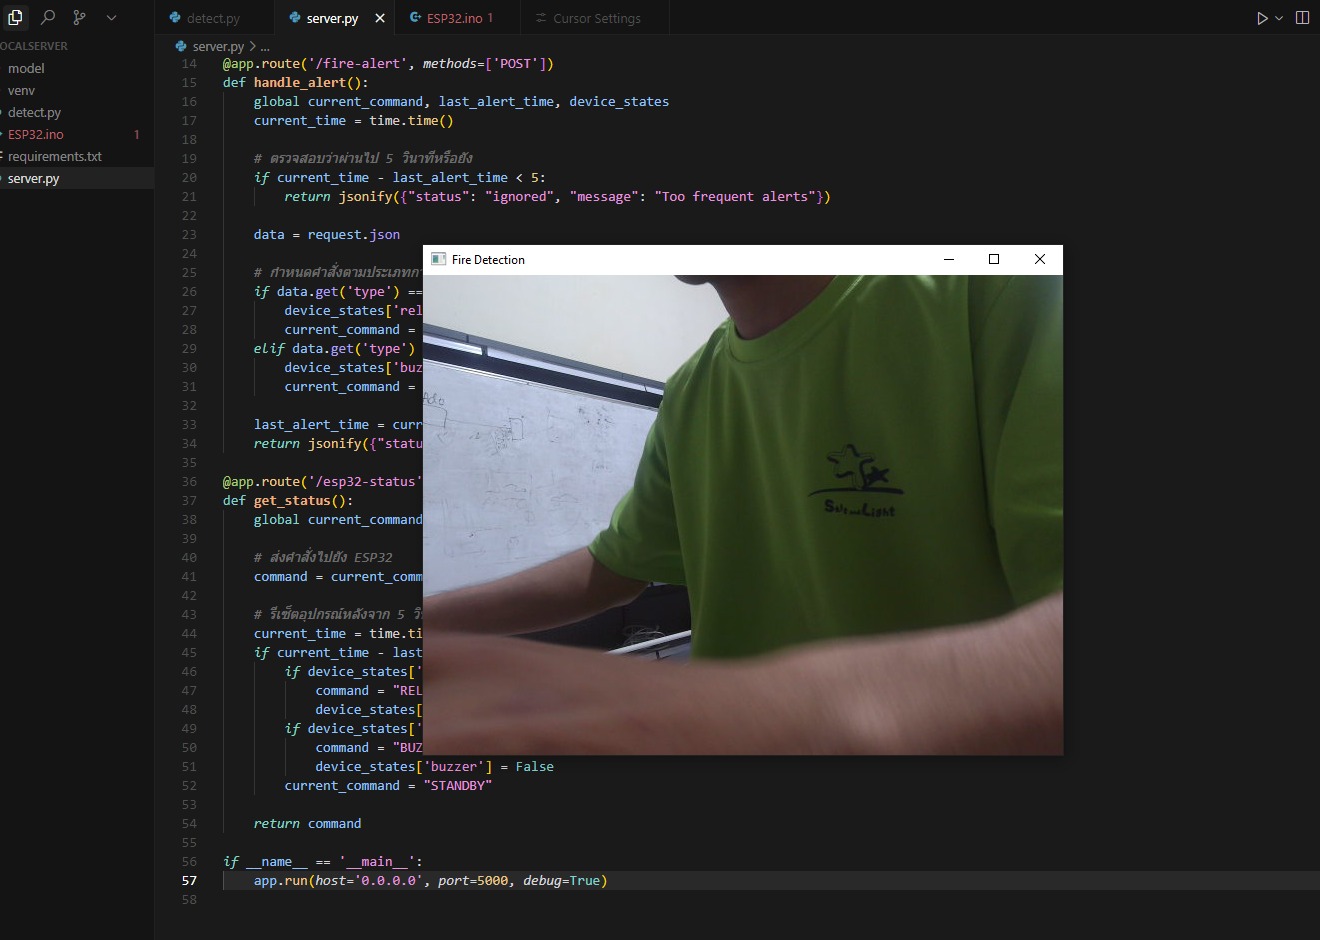 detect.py
server.py
ESP32.ino 1
Cursor Settings
OCALSERVER
model
venv
detect.py
ESP32.ino 1
requirements.txt
server.py
server.py > ...
14 @app.route('/fire-alert', methods=['POST'])
15 def handle_alert():
16 global current_command, last_alert_time, device_states
17 current_time = time.time()
18
19 # ตรวจสอบว่าผ่านไป 5 วินาทีหรือยัง
20 if current_time - last_alert_time < 5:
21 return jsonify({"status": "ignored", "message": "Too frequent alerts"})
22
23 data = request.json
24
25 # กำหนดคำสั่งตามประเภทกา
26 if data.get('type') ==
27 device_states['rel
28 current_command =
29 elif data.get('type')
30 device_states['buz
31 current_command =
32
33 last_alert_time = curr
34 return jsonify({"statu
35
36 @app.route('/esp32-status'
37 def get_status():
38 global current_command
39
40 # ส่งคำสั่งไปยัง ESP32
41 command = current_comm
42
43 # รีเซ็ตอุปกรณ์หลังจาก 5 วิ
44 current_time = time.ti
45 if current_time - last
46 if device_states['
47 command = "REL
48 device_states[
49 if device_states['
50 command = "BUZ
51 device_states['buzzer'] = False
52 current_command = "STANDBY"
53
54 return command
55
56 if __name__ == '__main__':
57 app.run(host='0.0.0.0', port=5000, debug=True)
58
Fire Detection
Salt and Light